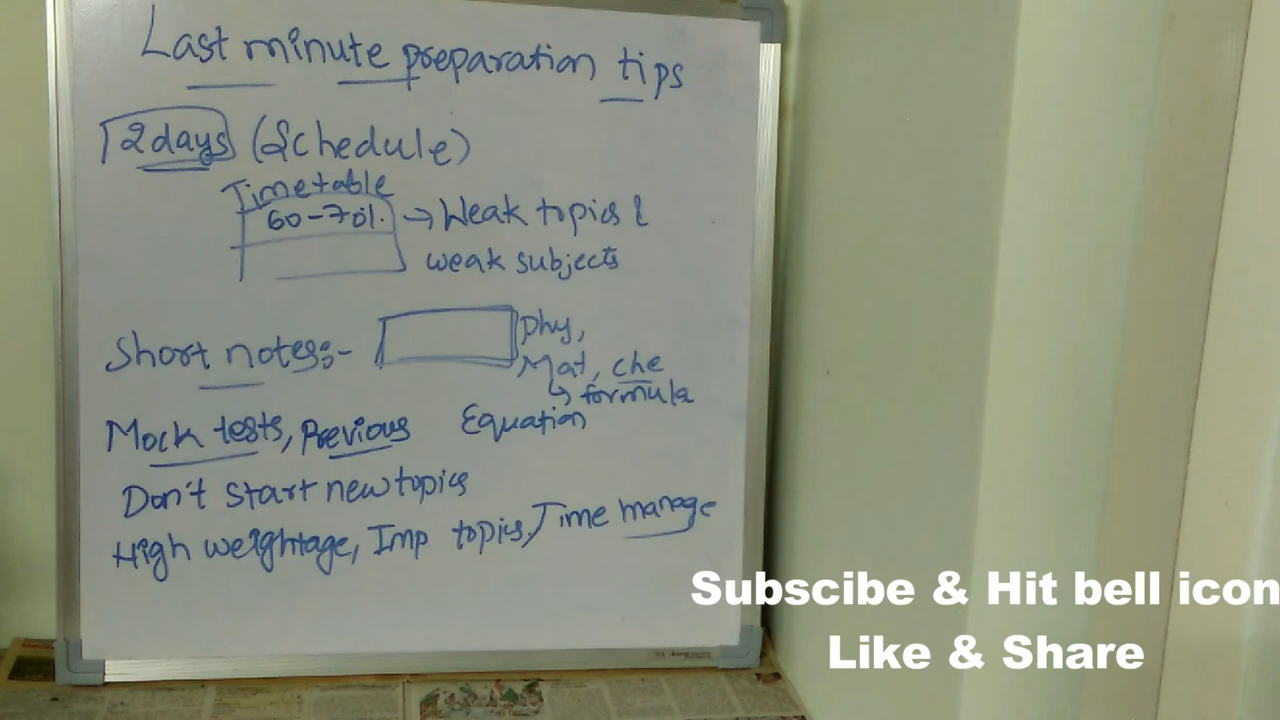 Last minute preparation tips
2days (Schedule)
Timetable
60-70%. → Weak topics &
weak subjects
Short notes:- Phy,
Mat, che
↳ formula
Mock tests, Previous Equation
Don't start new topics
High weightage, Imp topics, Time manage
Subscibe & Hit bell icon
Like & Share